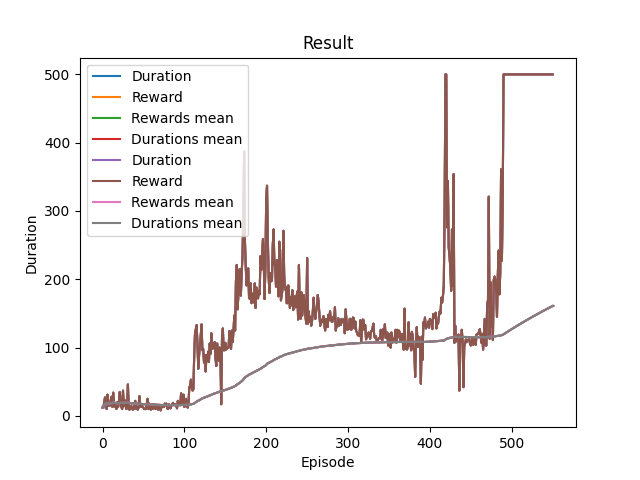 Result
500
400
300
200
100
0
Duration
Duration
Reward
Rewards mean
Durations mean
Duration
Reward
Rewards mean
Durations mean
0 100 200 300 400 500
Episode